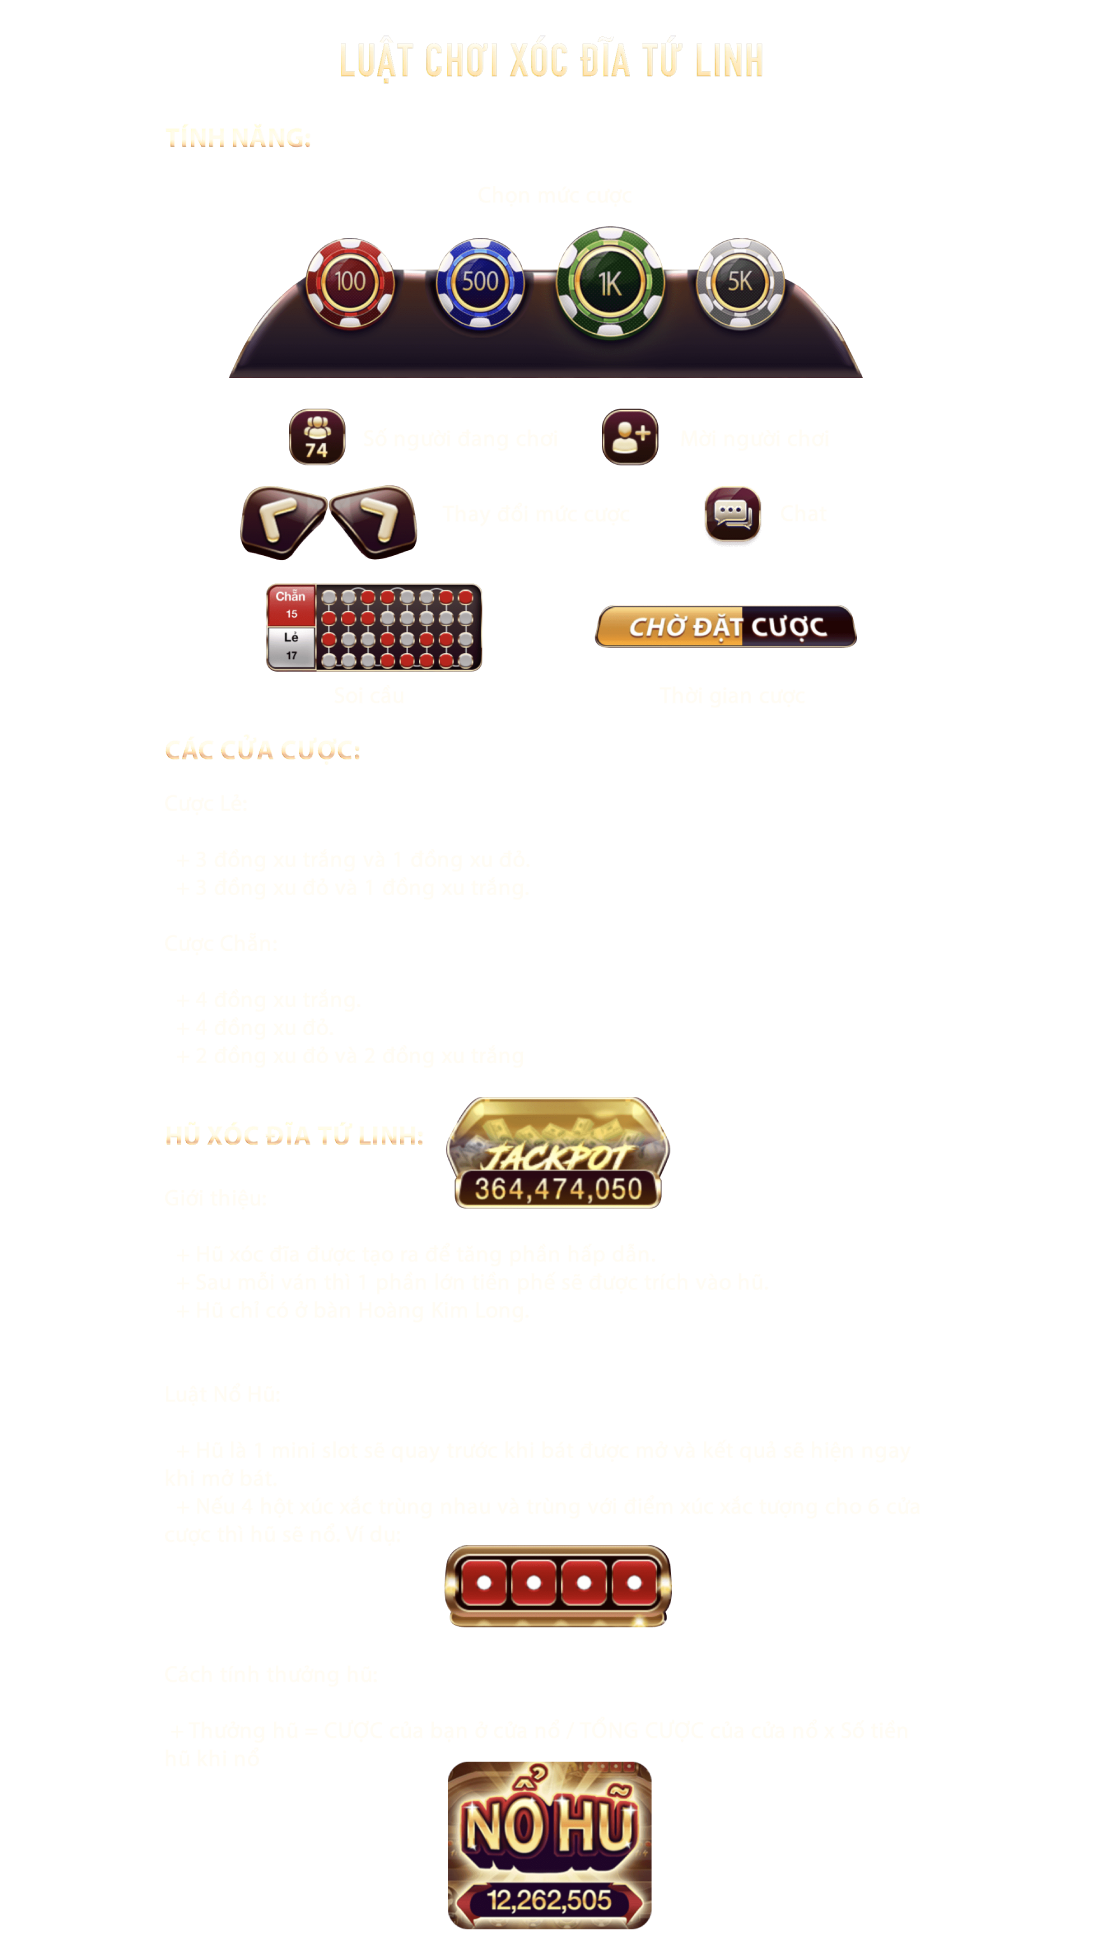 LUẬT CHƠI XÓC ĐĨA TỨ LINH
TÍNH NĂNG:
Chọn mức cược
100 500 1K 5K
74 Số người đang chơi Mời người chơi
Thay đổi mức cược Chat
Chẵn
15
Lẻ
17
CHỜ ĐẶT CƯỢC
Soi cầu Thời gian cược
CÁC CỬA CƯỢC:
Cược Lẻ:
+ 3 đồng xu trắng và 1 đồng xu đỏ.
+ 3 đồng xu đỏ và 1 đồng xu trắng.
Cược Chẵn:
+ 4 đồng xu trắng.
+ 4 đồng xu đỏ.
+ 2 đồng xu đỏ và 2 đồng xu trắng.
HŨ XÓC ĐĨA TỨ LINH:
JACKPOT
364,474,050
Giới thiệu:
+ Hũ xóc đĩa được tạo ra để tăng phần hấp dẫn.
+ Sau mỗi ván thì 1 phần lớn tiền phế sẽ được trích vào hũ.
+ Hũ chỉ có ở bàn Hoàng Kim Long.
Luật Nổ Hũ:
+ Hũ là 1 mini slot sẽ quay trước khi bát được mở và kết quả sẽ hiện ngay
khi mở bát.
+ Nếu 4 hột xúc xắc trùng nhau và trùng với điểm xúc xắc tượng cho 6 cửa
cược thì hũ sẽ nổ. Ví dụ:
Cách tính thưởng hũ:
+ Thưởng hũ = CƯỢC của bạn ở cửa nổ / TỔNG CƯỢC của cửa nổ x Số tiền
hũ khi nổ
NỔ HŨ
12,262,505